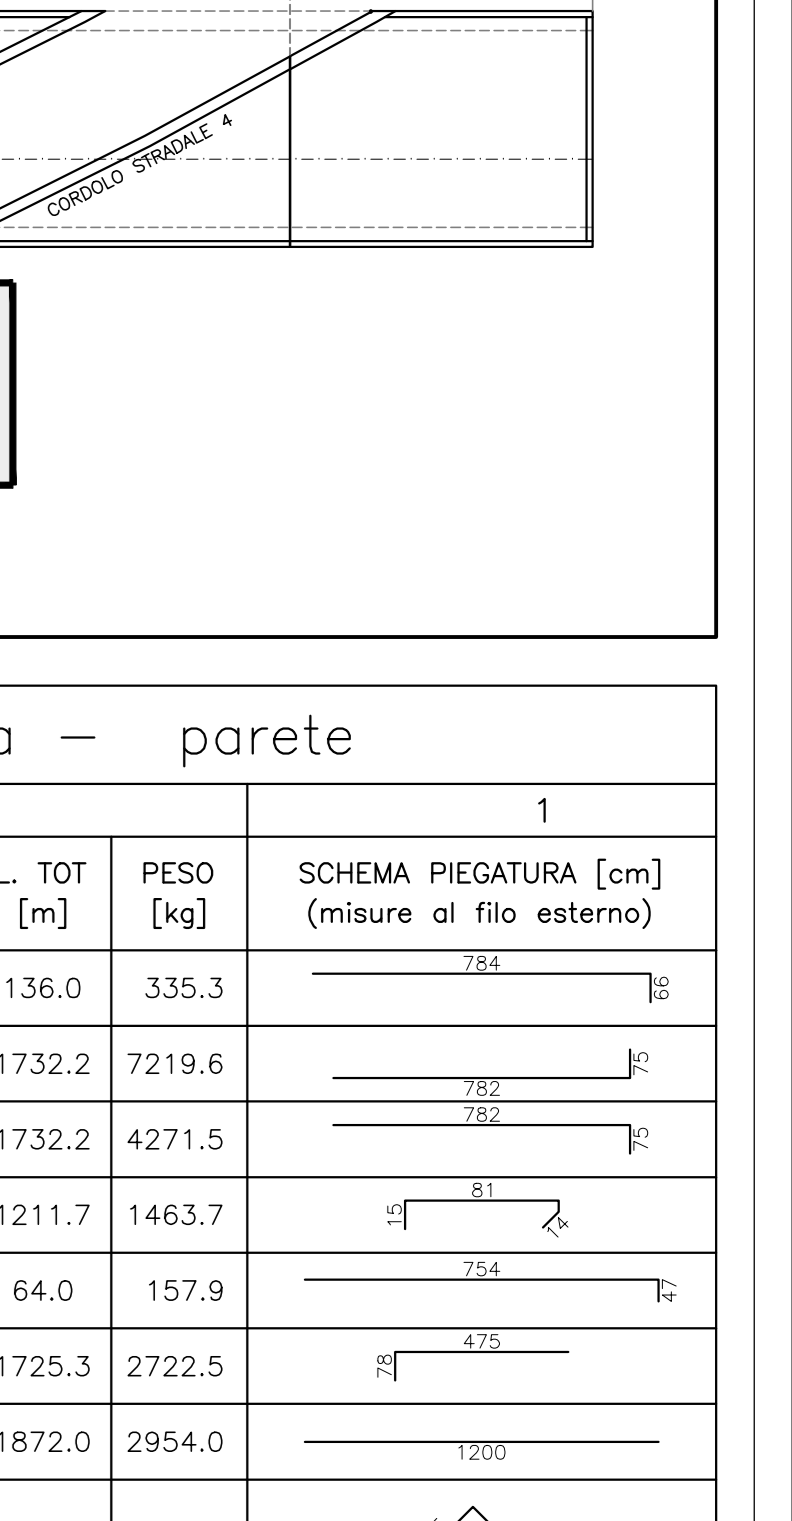 CORDOLO STRADALE 4
a - parete
1
L. TOT PESO SCHEMA PIEGATURA [cm]
[m] [kg] (misure al filo esterno)
784
136.0 335.3 66
1732.2 7219.6 75
782
782
1732.2 4271.5 75
81
1211.7 1463.7 15 14
754
64.0 157.9 47
475
1725.3 2722.5 78
1872.0 2954.0
1200